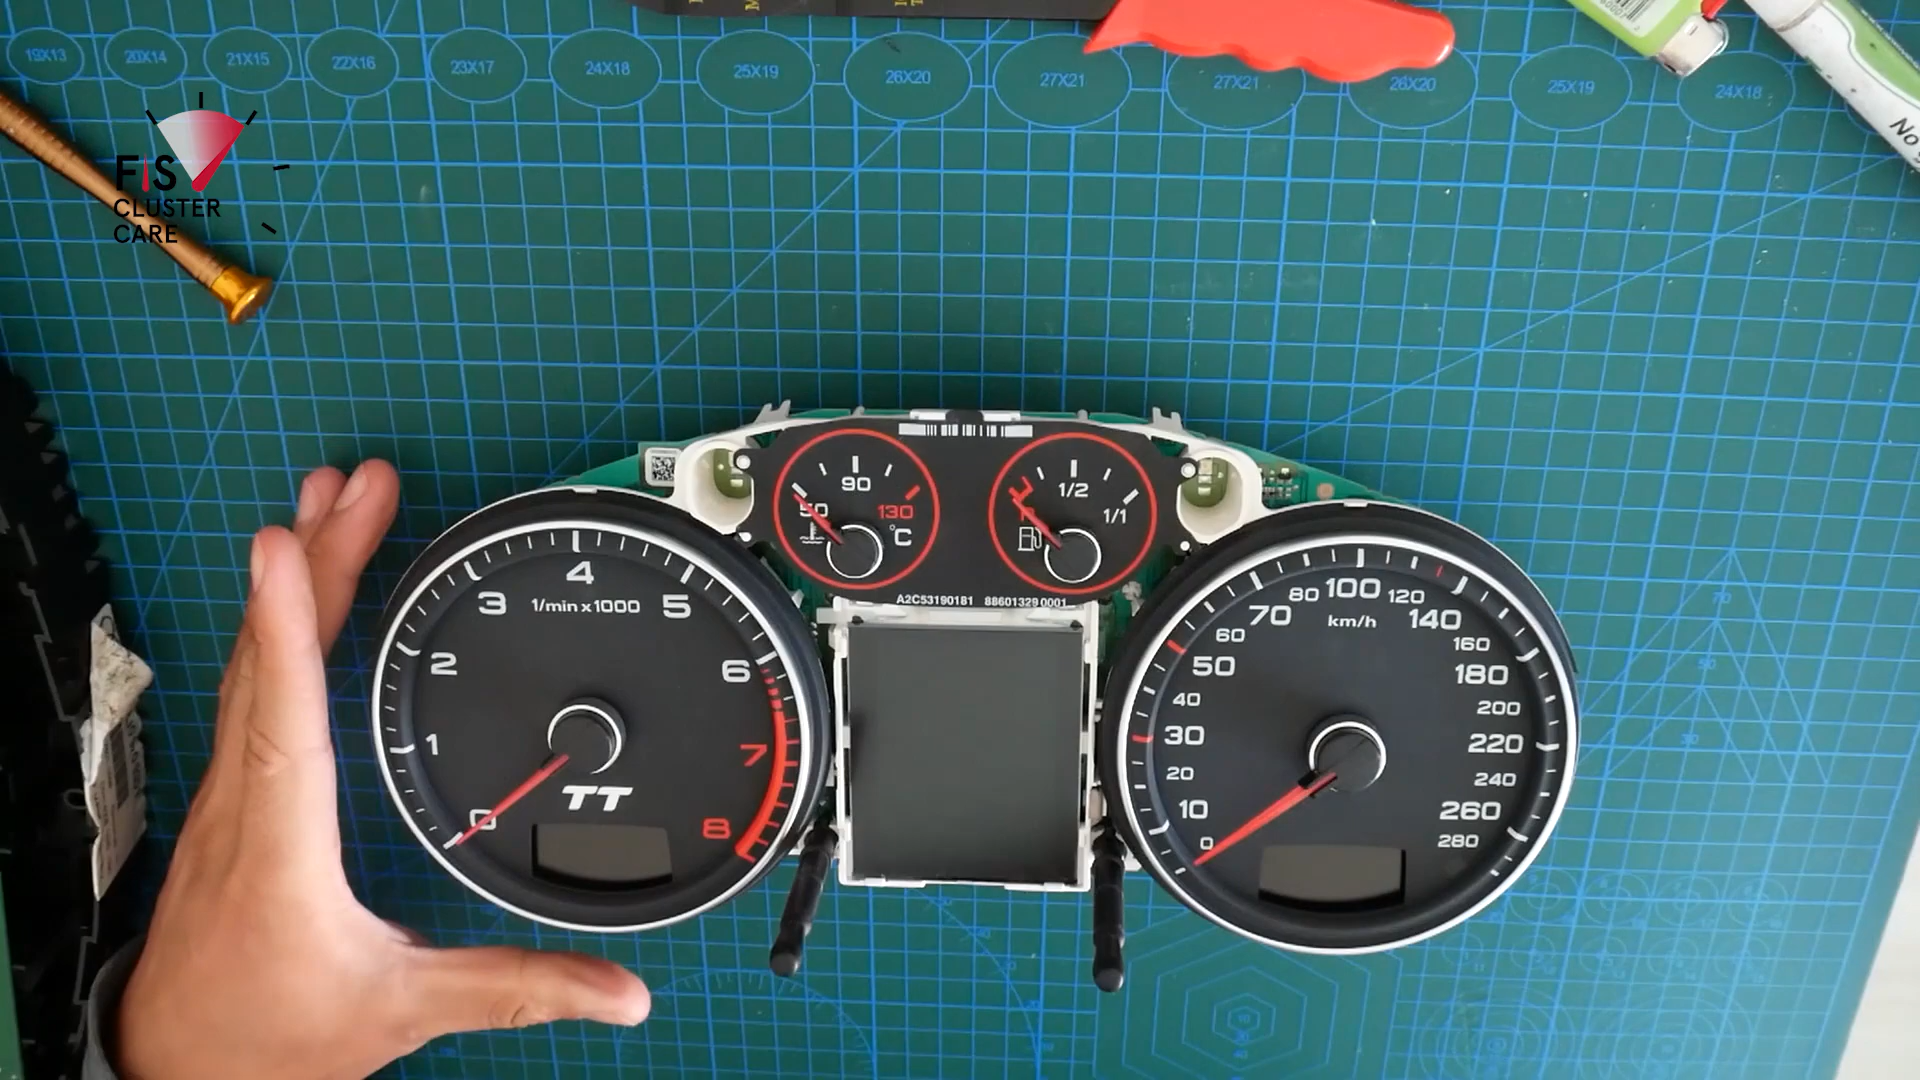 19X13 20X14 21X15 22X16 23X17 24X18 25X19 26X20 27X21 27X21 26X20 25X19 24X18
No
FIS
CLUSTER
CARE
90
50 130
°C
1/2
1/1
A2C53190181 88601329 0001
4
3 1/min x 1000 5
2 6
1 7
0 TT 8
80 100 120
70 km/h 140
60 160
50 180
40 200
30 220
20 240
10 260
0 280